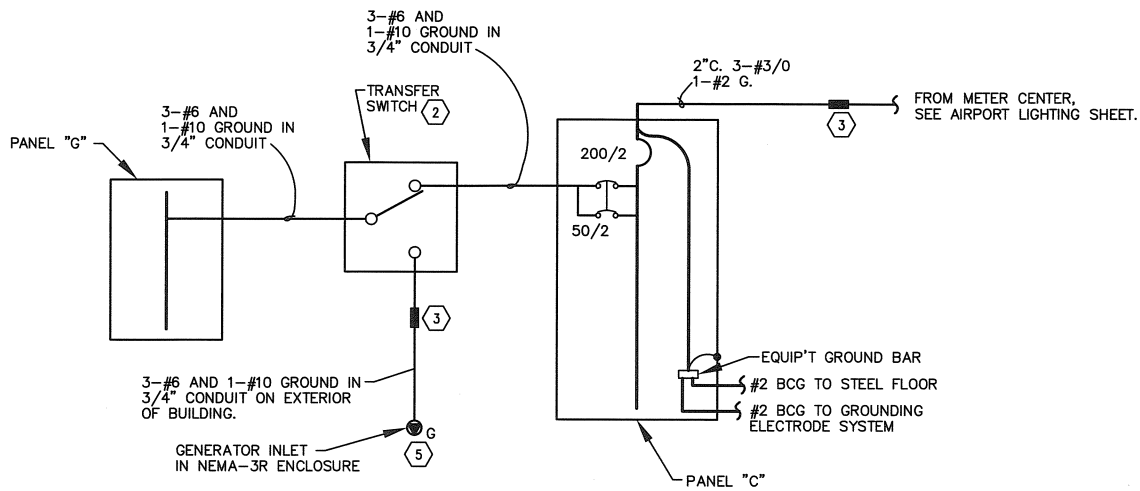 3-#6 AND
1-#10 GROUND IN
3/4" CONDUIT
2"C. 3-#3/0
1-#2 G.
TRANSFER
SWITCH
2
3-#6 AND
1-#10 GROUND IN
3/4" CONDUIT
FROM METER CENTER,
SEE AIRPORT LIGHTING SHEET.
3
PANEL "G"
200/2
50/2
3
EQUIP'T GROUND BAR
3-#6 AND 1-#10 GROUND IN
3/4" CONDUIT ON EXTERIOR
OF BUILDING.
#2 BCG TO STEEL FLOOR
#2 BCG TO GROUNDING
ELECTRODE SYSTEM
G
5
GENERATOR INLET
IN NEMA-3R ENCLOSURE
PANEL "C"